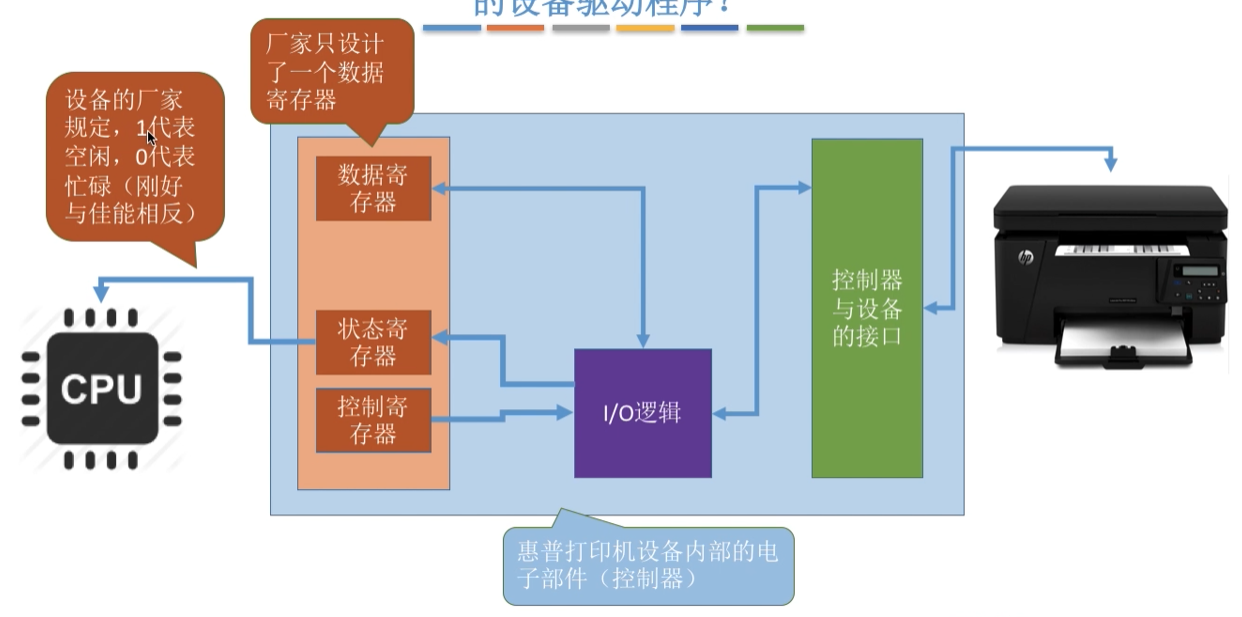 的设备驱动程序？
厂家只设计
了一个数据
寄存器
设备的厂家
规定，1代表
空闲，0代表
忙碌（刚好
与佳能相反）
数据寄
存器
状态寄
存器
控制寄
存器
CPU
I/O逻辑
控制器
与设备
的接口
hp
惠普打印机设备内部的电
子部件（控制器）